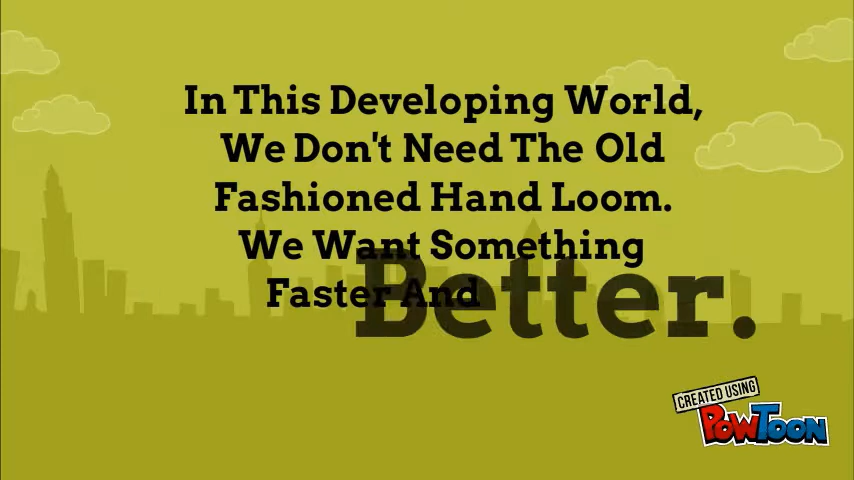 In This Developing World,
We Don't Need The Old
Fashioned Hand Loom.
We Want Something
Faster And
Better.
CREATED USING
POWTOON